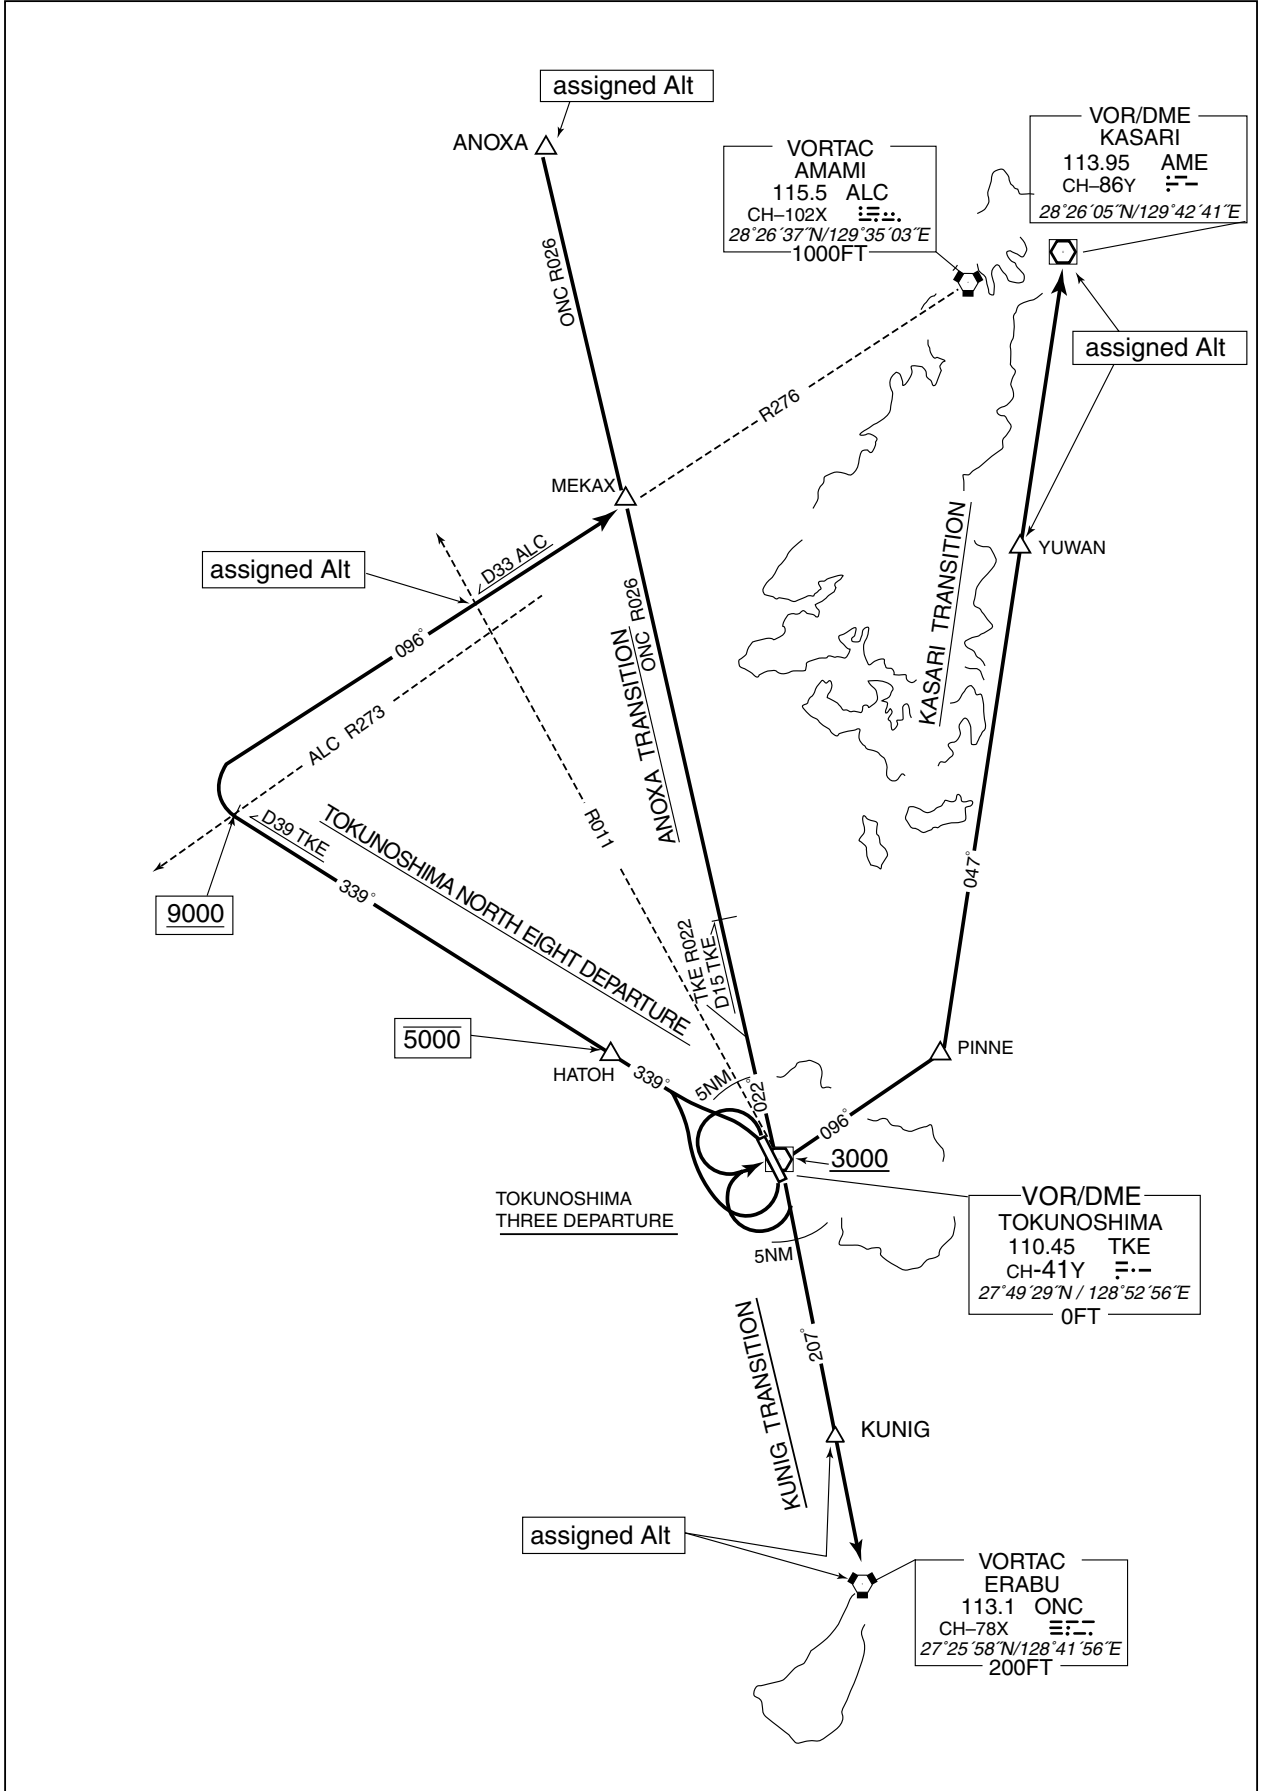 assigned Alt
ANOXA
VORTAC
AMAMI
115.5 ALC
CH–102X
28°26´37˝N/129°35´03˝E
1000FT
VOR/DME
KASARI
113.95 AME
CH–86Y
28°26´05˝N/129°42´41˝E
ONC R026
assigned Alt
R276
MEKAX
D33 ALC
assigned Alt
YUWAN
KASARI TRANSITION
096°
ONC R026
ANOXA TRANSITION
ALC R273
R011
D39 TKE
TOKUNOSHIMA NORTH EIGHT DEPARTURE
339°
047°
9000
TKE R022
D15 TKE
5000
HATOH
339°
5NM
022°
PINNE
096°
3000
TOKUNOSHIMA
THREE DEPARTURE
5NM
VOR/DME
TOKUNOSHIMA
110.45 TKE
CH-41Y
27°49´29˝N / 128°52´56˝E
0FT
207°
KUNIG TRANSITION
KUNIG
assigned Alt
VORTAC
ERABU
113.1 ONC
CH–78X
27°25´58˝N/128°41´56˝E
200FT